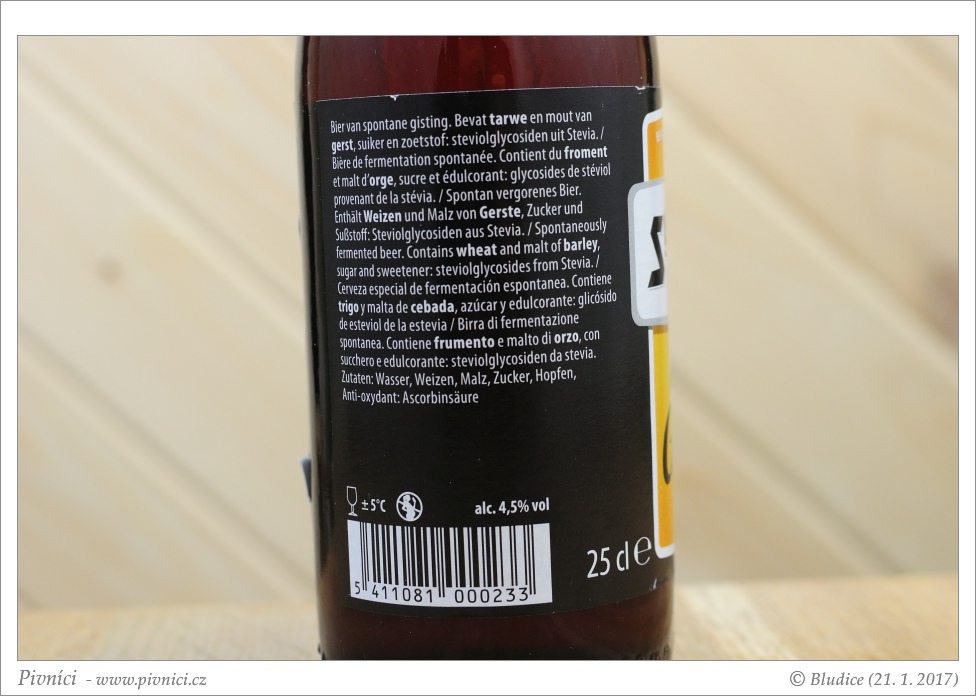 Bier van spontane gisting. Bevat tarwe en mout van
gerst, suiker en zoetstof: steviolglycosiden uit Stevia. /
Bière de fermentation spontanée. Contient du froment
et malt d'orge, sucre et édulcorant: glycosides de stéviol
provenant de la stévia. / Spontan vergorenes Bier.
Enthält Weizen und Malz von Gerste, Zucker und
Sußstoff: Steviolglycosiden aus Stevia. / Spontaneously
fermented beer. Contains wheat and malt of barley,
sugar and sweetener: steviolglycosides from Stevia. /
Cerveza especial de fermentación espontanea. Contiene
trigo y malta de cebada, azúcar y edulcorante: glicósido
de esteviol de la estevia / Birra di fermentazione
spontanea. Contiene frumento e malto di orzo, con
succhero e edulcorante: steviolglycosiden da stevia.
Zutaten: Wasser, Weizen, Malz, Zucker, Hopfen,
Anti-oxydant: Ascorbinsäure
± 5°C
alc. 4,5% vol
25 cl e
5 411081 000233
Pivníci - www.pivnici.cz
© Bludice (21. 1. 2017)